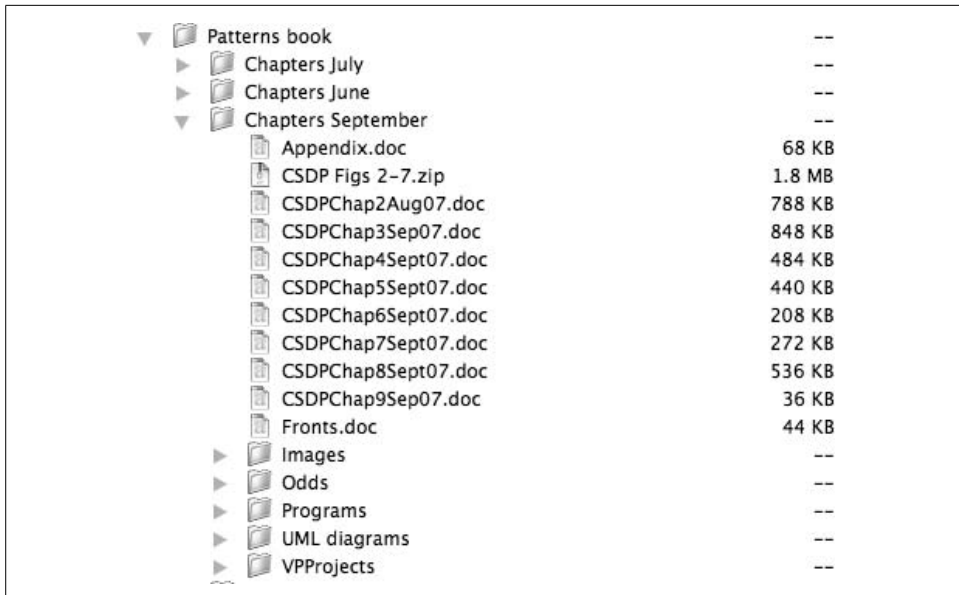 Patterns book --
Chapters July --
Chapters June --
Chapters September --
Appendix.doc 68 KB
CSDP Figs 2-7.zip 1.8 MB
CSDPChap2Aug07.doc 788 KB
CSDPChap3Sep07.doc 848 KB
CSDPChap4Sept07.doc 484 KB
CSDPChap5Sept07.doc 440 KB
CSDPChap6Sept07.doc 208 KB
CSDPChap7Sept07.doc 272 KB
CSDPChap8Sept07.doc 536 KB
CSDPChap9Sep07.doc 36 KB
Fronts.doc 44 KB
Images --
Odds --
Programs --
UML diagrams --
VPProjects --